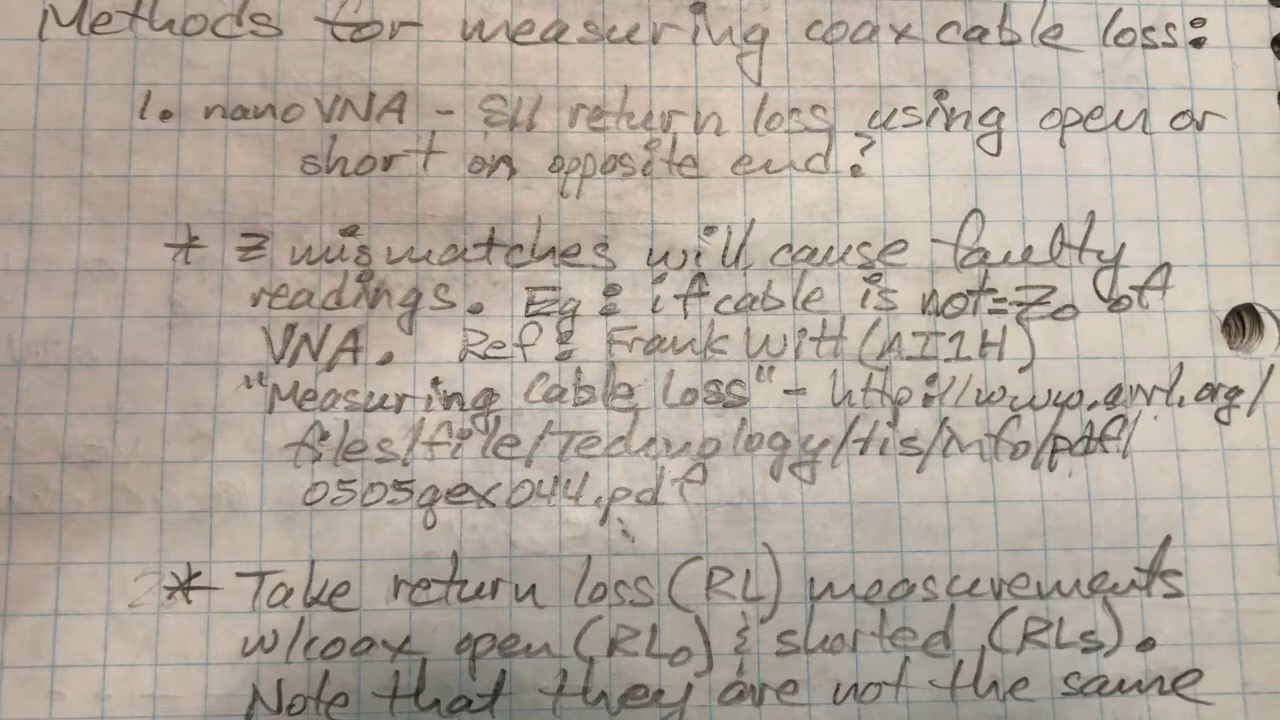 Methods for measuring coax cable loss:
1. nanoVNA - S11 return loss using open or
short on opposite end?
* Z mismatches will cause faulty
readings. Eg: if cable is not = Zo of
VNA. Ref: Frank Witt (AI1H)
"Measuring Cable Loss" - http://www.arrl.org/
files/file/Technology/tis/info/pdf/
0505qex044.pdf
* Take return loss (RL) measurements
w/coax open (RLo) & shorted (RLs).
Note that they are not the same